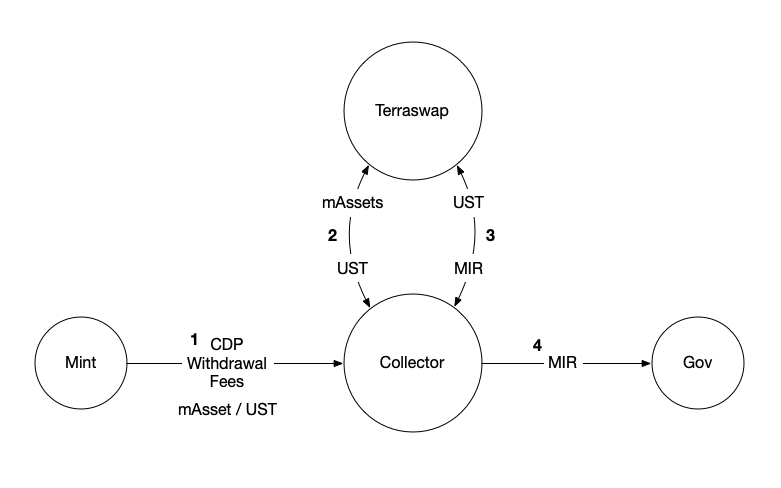 Terraswap
mAssets
UST
2
3
UST
MIR
1
CDP
Withdrawal
Fees
mAsset / UST
Mint
Collector
4
MIR
Gov